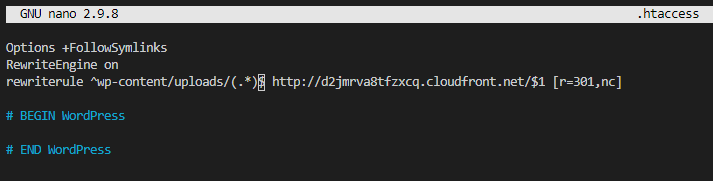 GNU nano 2.9.8 .htaccess
Options +FollowSymlinks
RewriteEngine on
rewriterule ^wp-content/uploads/(.*)$ http://d2jmrva8tfzxcq.cloudfront.net/$1 [r=301,nc]
# BEGIN WordPress
# END WordPress